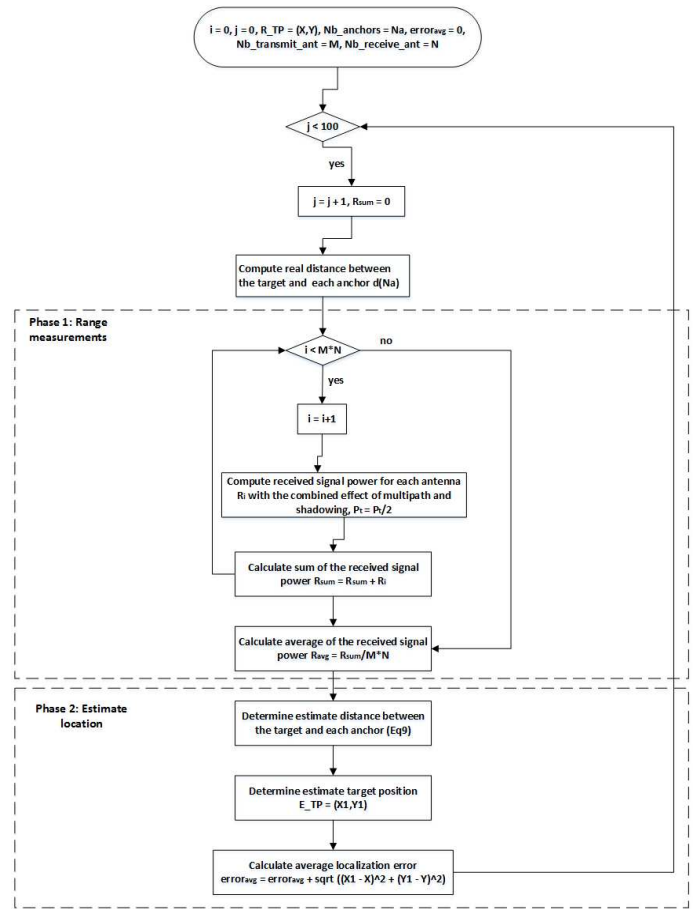 i = 0, j = 0, R_TP = (X,Y), Nb_anchors = Na, erroravg = 0,
Nb_transmit_ant = M, Nb_receive_ant = N
j < 100
yes
j = j + 1, Rsum = 0
Compute real distance between
the target and each anchor d(Na)
Phase 1: Range
measurements
i < M*N
no
yes
i = i+1
Compute received signal power for each antenna
Ri with the combined effect of multipath and
shadowing, Pt = Pt/2
Calculate sum of the received signal
power Rsum = Rsum + Ri
Calculate average of the received signal
power Ravg = Rsum/M*N
Phase 2: Estimate
location
Determine estimate distance between
the target and each anchor (Eq9)
Determine estimate target position
E_TP = (X1,Y1)
Calculate average localization error
erroravg = erroravg + sqrt ((X1 - X)^2 + (Y1 - Y)^2)